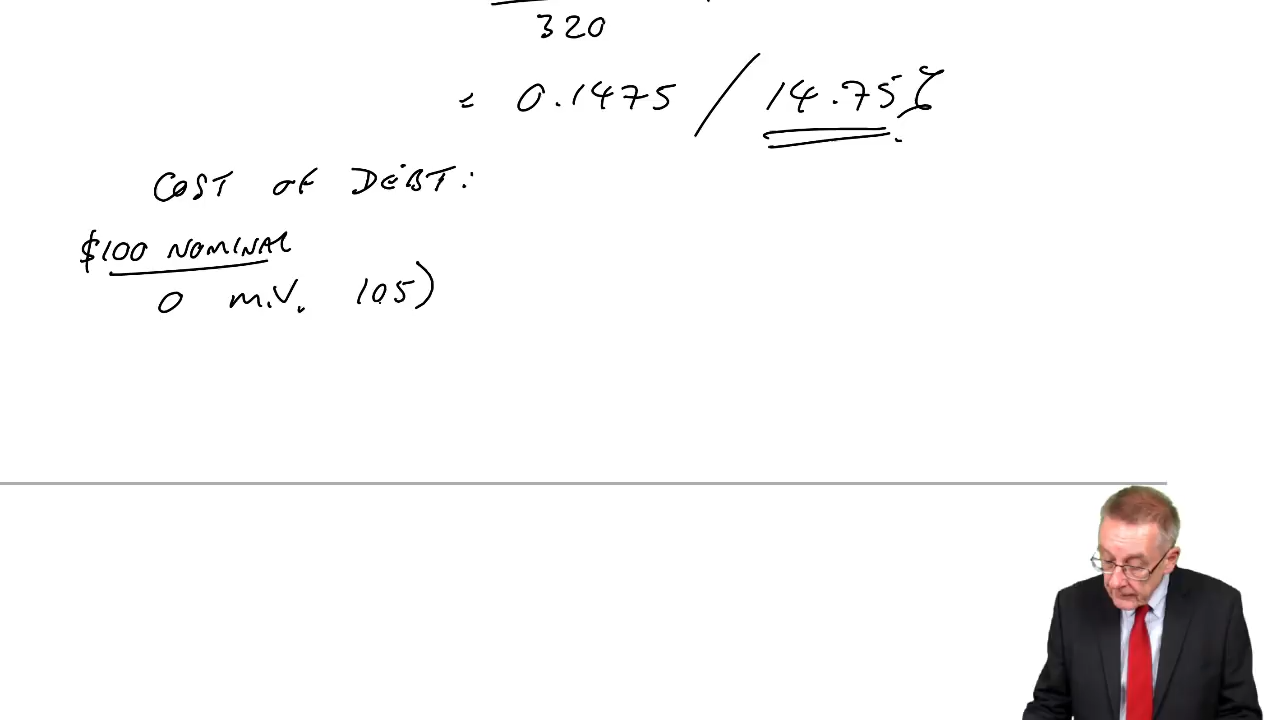 320
= 0.1475 / 14.75%
COST OF DEBT:
$100 NOMINAL
0 M.V. 105)